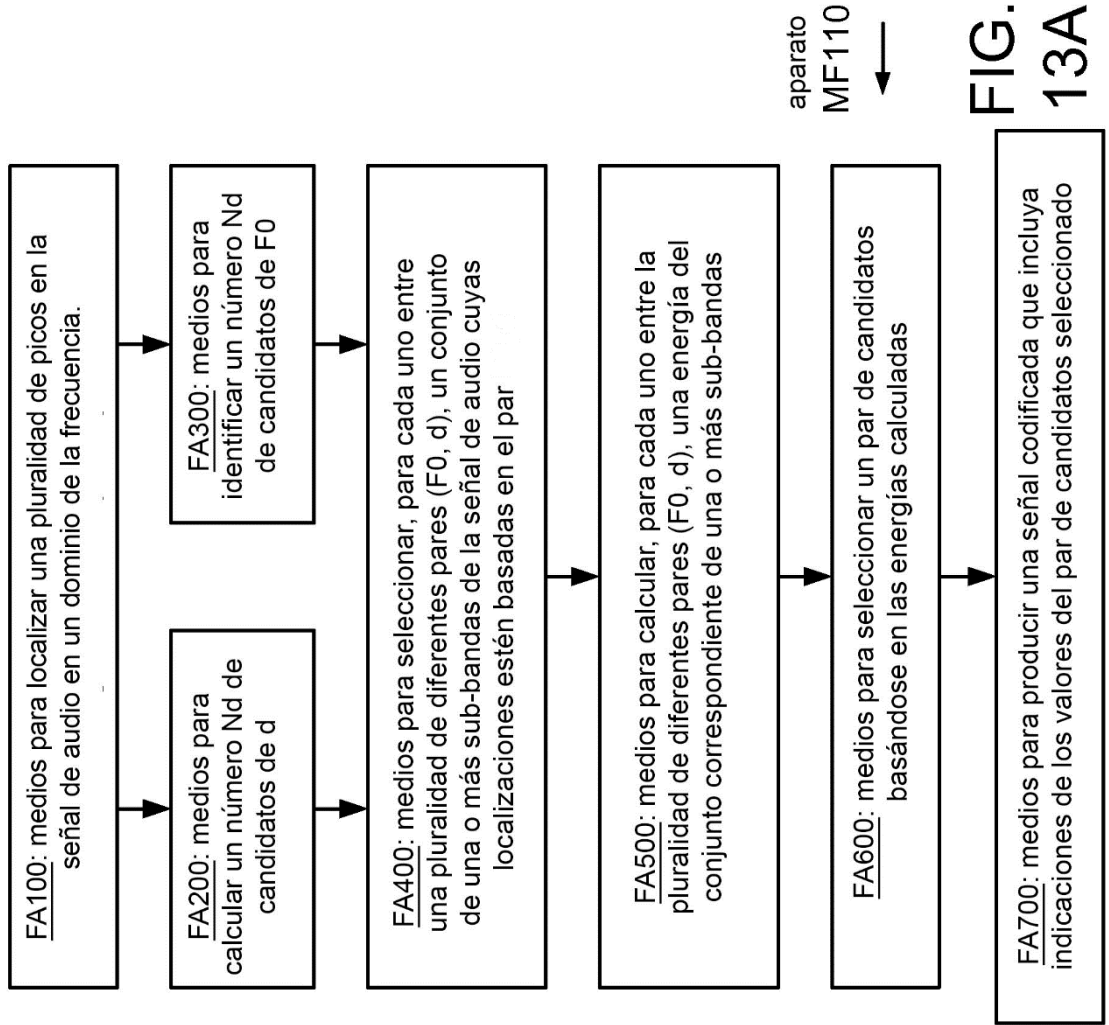 FA100: medios para localizar una pluralidad de picos en la
señal de audio en un dominio de la frecuencia.
FA200: medios para
calcular un número Nd de
candidatos de d
FA300: medios para
identificar un número Nd
de candidatos de F0
FA400: medios para seleccionar, para cada uno entre
una pluralidad de diferentes pares (F0, d), un conjunto
de una o más sub-bandas de la señal de audio cuyas
localizaciones estén basadas en el par
FA500: medios para calcular, para cada uno entre la
pluralidad de diferentes pares (F0, d), una energía del
conjunto correspondiente de una o más sub-bandas
FA600: medios para seleccionar un par de candidatos
basándose en las energías calculadas
FA700: medios para producir una señal codificada que incluya
indicaciones de los valores del par de candidatos seleccionado
aparato
MF110
FIG.
13A